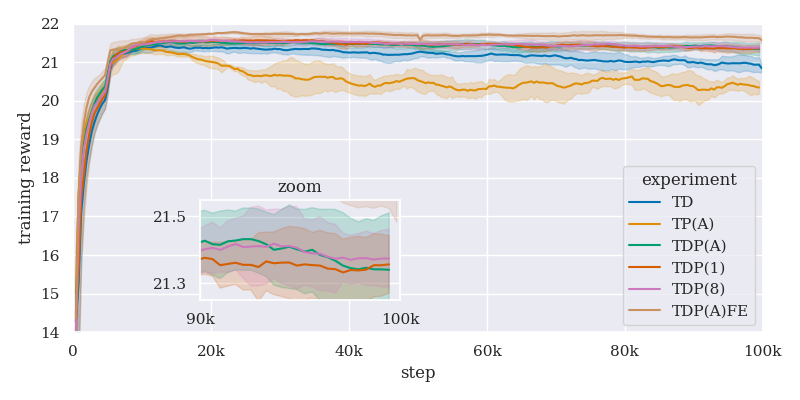 22
21
20
19
18
17
16
15
14
training reward
0
20k
40k
60k
80k
100k
step
zoom
21.5
21.3
90k
100k
experiment
TD
TP(A)
TDP(A)
TDP(1)
TDP(8)
TDP(A)FE